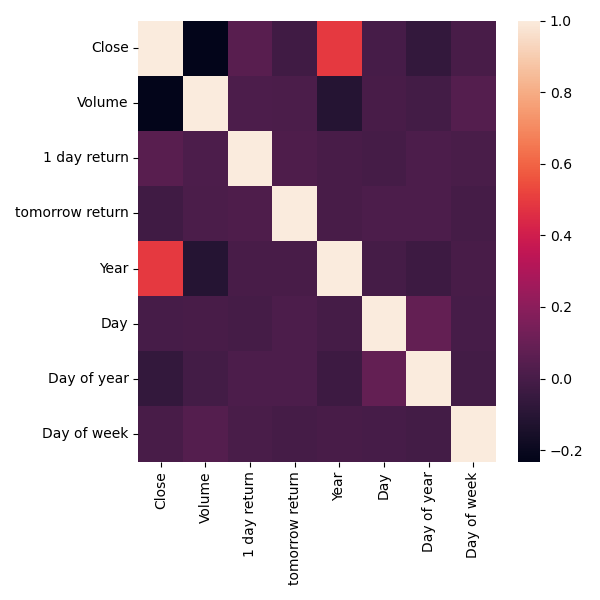 Close
Volume
1 day return
tomorrow return
Year
Day
Day of year
Day of week
Close
Volume
1 day return
tomorrow return
Year
Day
Day of year
Day of week
1.0
0.8
0.6
0.4
0.2
0.0
−0.2